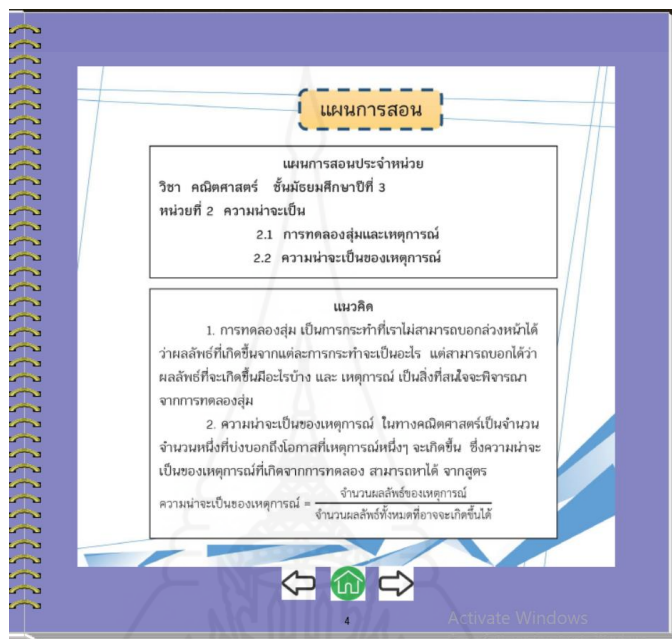 แผนการสอน
แผนการสอนประจำหน่วย
วิชา คณิตศาสตร์ ชั้นมัธยมศึกษาปีที่ 3
หน่วยที่ 2 ความน่าจะเป็น
2.1 การทดลองสุ่มและเหตุการณ์
2.2 ความน่าจะเป็นของเหตุการณ์
แนวคิด
1. การทดลองสุ่ม เป็นการกระทำที่เราไม่สามารถบอกล่วงหน้าได้
ว่าผลลัพธ์ที่เกิดขึ้นจากแต่ละการกระทำจะเป็นอะไร แต่สามารถบอกได้ว่า
ผลลัพธ์ที่จะเกิดขึ้นมีอะไรบ้าง และ เหตุการณ์ เป็นสิ่งที่สนใจจะพิจารณา
จากการทดลองสุ่ม
2. ความน่าจะเป็นของเหตุการณ์ ในทางคณิตศาสตร์เป็นจำนวน
จำนวนหนึ่งที่บ่งบอกถึงโอกาสที่เหตุการณ์หนึ่งๆ จะเกิดขึ้น ซึ่งความน่าจะ
เป็นของเหตุการณ์ที่เกิดจากการทดลอง สามารถหาได้ จากสูตร
ความน่าจะเป็นของเหตุการณ์ = จำนวนผลลัพธ์ของเหตุการณ์
จำนวนผลลัพธ์ทั้งหมดที่อาจจะเกิดขึ้นได้
4
Activate Windows